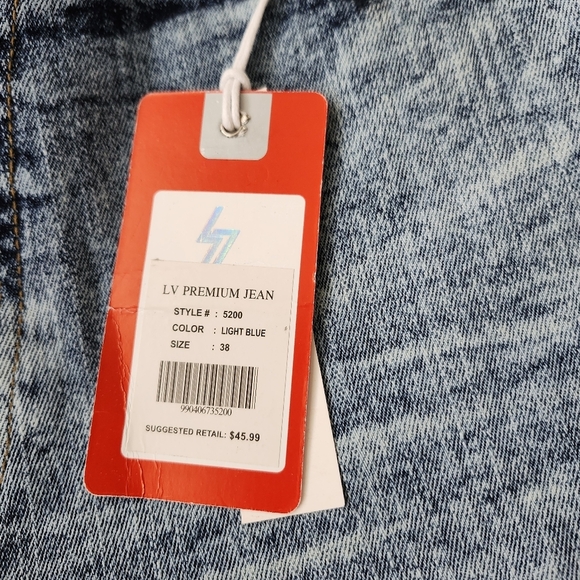 LV PREMIUM JEAN
STYLE # : 5200
COLOR : LIGHT BLUE
SIZE : 38
990406735200
SUGGESTED RETAIL: $45.99